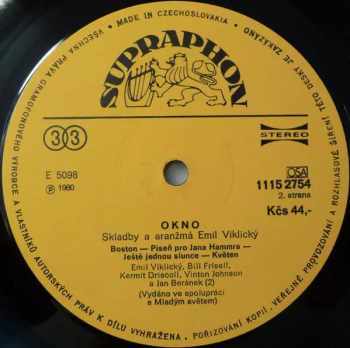 MADE IN CZECHOSLOVAKIA • VŠECHNA PRÁVA GRAMOFONOVÉHO VÝROBCE A VLASTNÍKŮ AUTORSKÝCH PRÁV K DÍLU VYHRAŽENA. POŘIZOVÁNÍ KOPIÍ, VEŘEJNÉ PROVOZOVÁNÍ A ROZHLASOVÉ ŠÍŘENÍ TÉTO DESKY JE ZAKÁZÁNO
SUPRAPHON
33
STEREO
E 5098
Ⓟ 1980
OSA
1115 2754
2. strana
Kčs 44,-
OKNO
Skladby a aranžmá Emil Viklický
Boston — Píseň pro Jana Hammra —
Ještě jednou slunce — Květen
Emil Viklický, Bill Frisell,
Kermit Driscoll, Vinton Johnson
a Jan Beránek (2)
(Vydáno ve spolupráci
s Mladým světem)